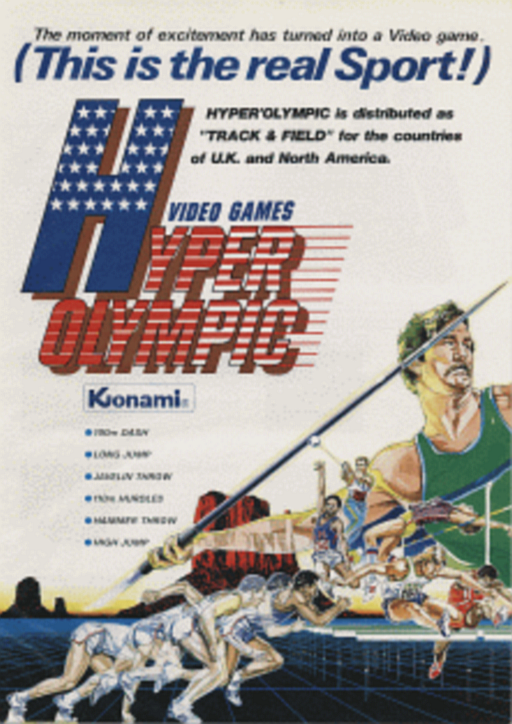 The moment of excitement has turned into a Video game.
(This is the real Sport!)
HYPER'OLYMPIC is distributed as
"TRACK & FIELD" for the countries
of U.K. and North America.
VIDEO GAMES
HYPER
OLYMPIC
Konami®
100m DASH
LONG JUMP
JAVELIN THROW
110m HURDLES
HAMMER THROW
HIGH JUMP